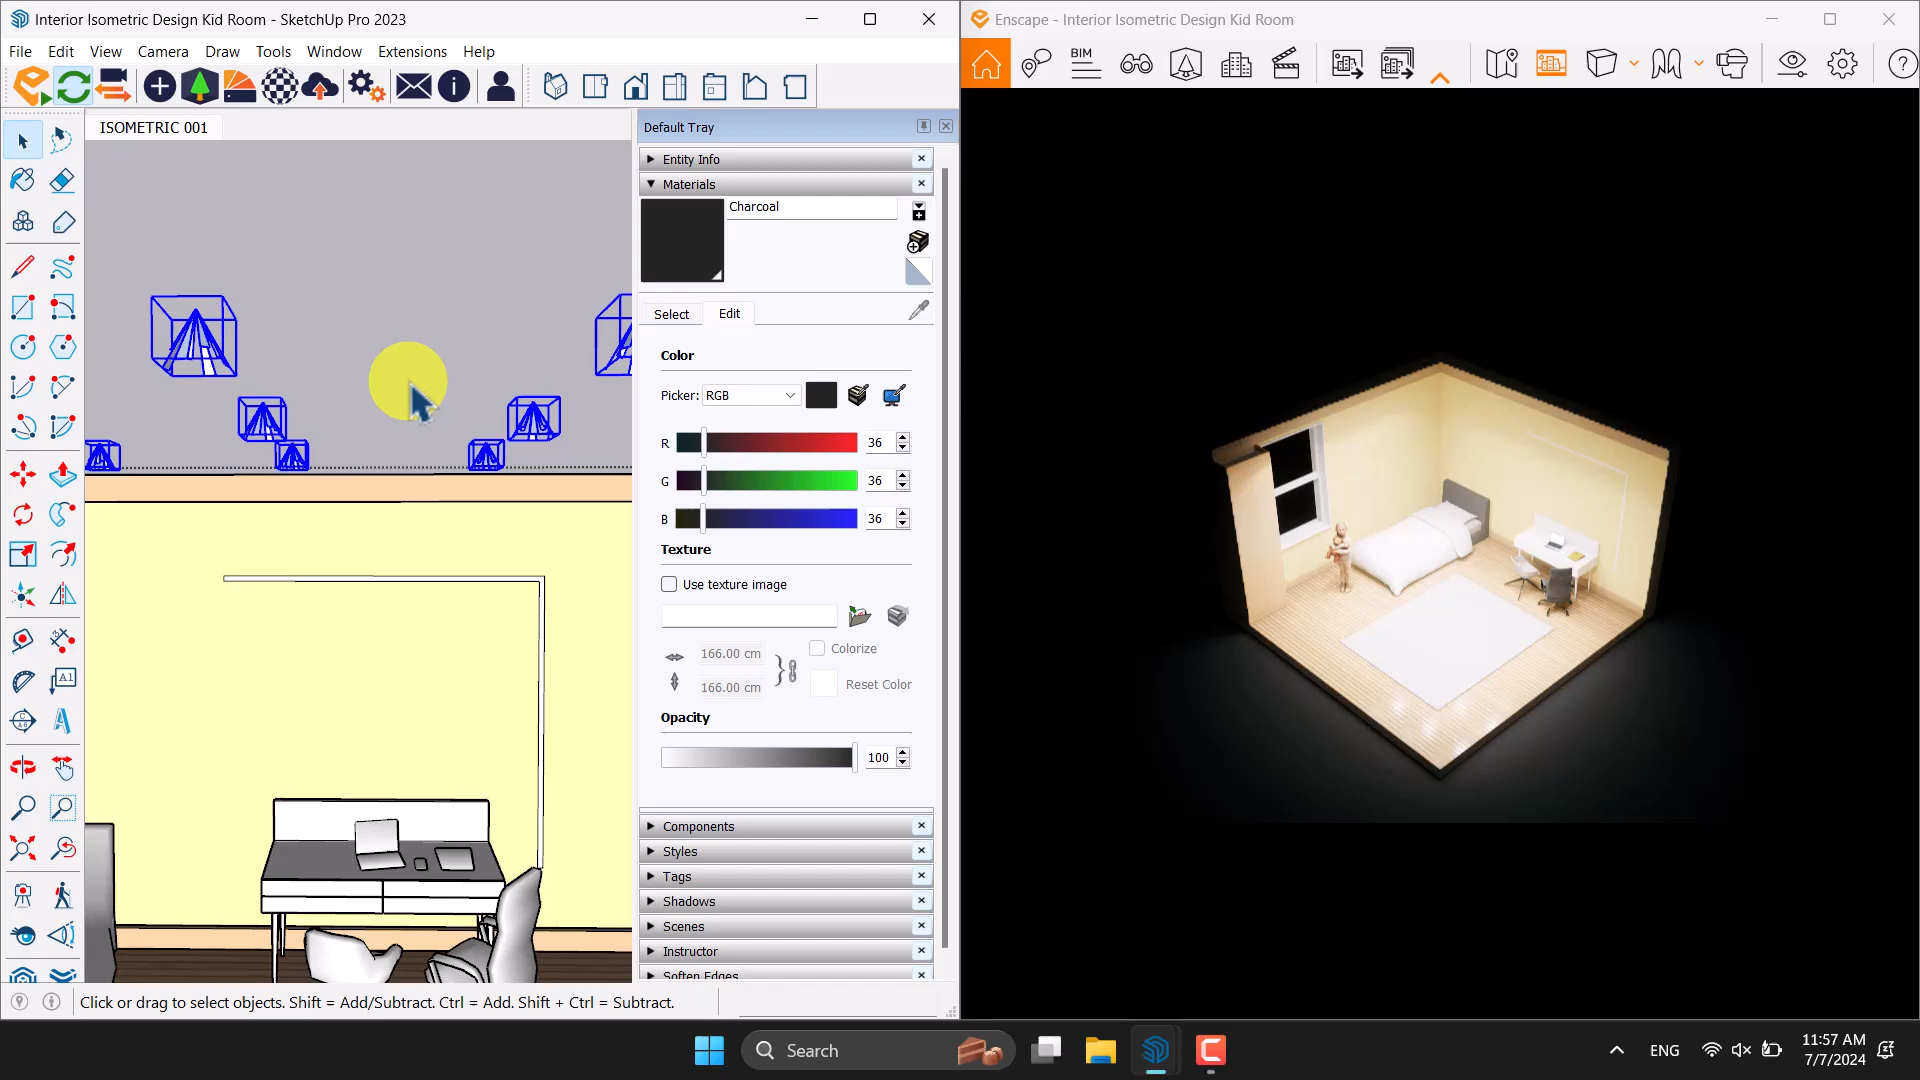 Interior Isometric Design Kid Room - SketchUp Pro 2023
Enscape - Interior Isometric Design Kid Room
File Edit View Camera Draw Tools Window Extensions Help
BIM
ISOMETRIC 001
Default Tray
Entity Info
Materials
Charcoal
Select
Edit
Color
Picker: RGB
R 36
G 36
B 36
Texture
Use texture image
Colorize
166.00 cm
166.00 cm
Reset Color
A1
Opacity
100
Components
Styles
Tags
Shadows
Scenes
Instructor
Soften Edges
Click or drag to select objects. Shift = Add/Subtract. Ctrl = Add. Shift + Ctrl = Subtract.
Search
ENG
11:57 AM
7/7/2024